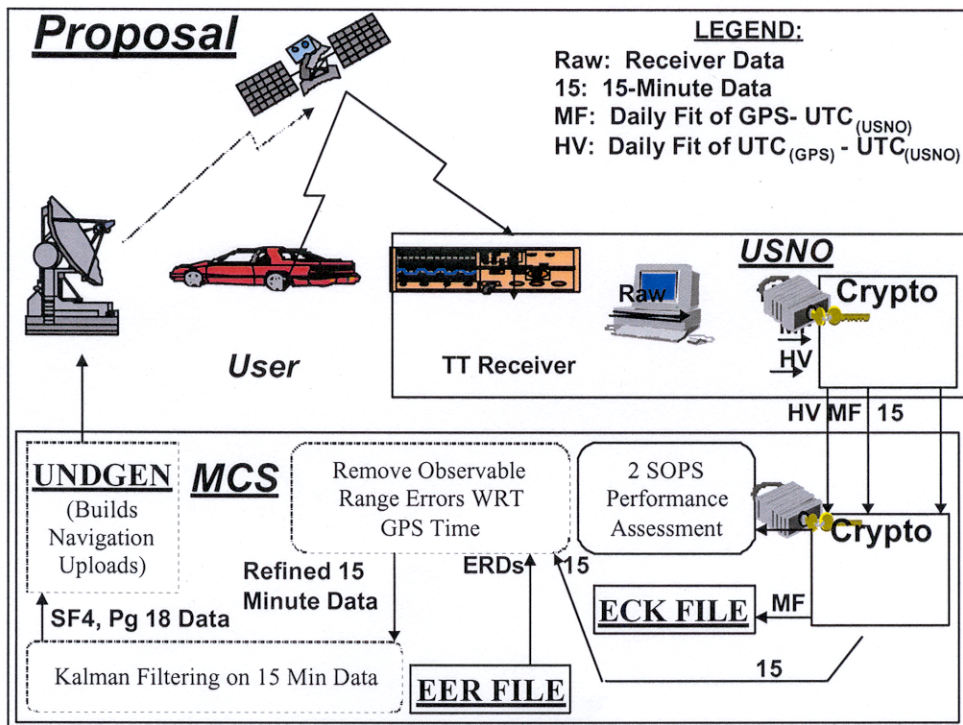 Proposal
LEGEND:
Raw: Receiver Data
15: 15-Minute Data
MF: Daily Fit of GPS- UTC(USNO)
HV: Daily Fit of UTC(GPS) - UTC(USNO)
USNO
Raw
Crypto
HV
User
TT Receiver
HV MF 15
UNDGEN
(Builds
Navigation
Uploads)
MCS
Remove Observable
Range Errors WRT
GPS Time
2 SOPS
Performance
Assessment
Crypto
Refined 15
Minute Data
ERDs
15
SF4, Pg 18 Data
ECK FILE
MF
Kalman Filtering on 15 Min Data
EER FILE
15